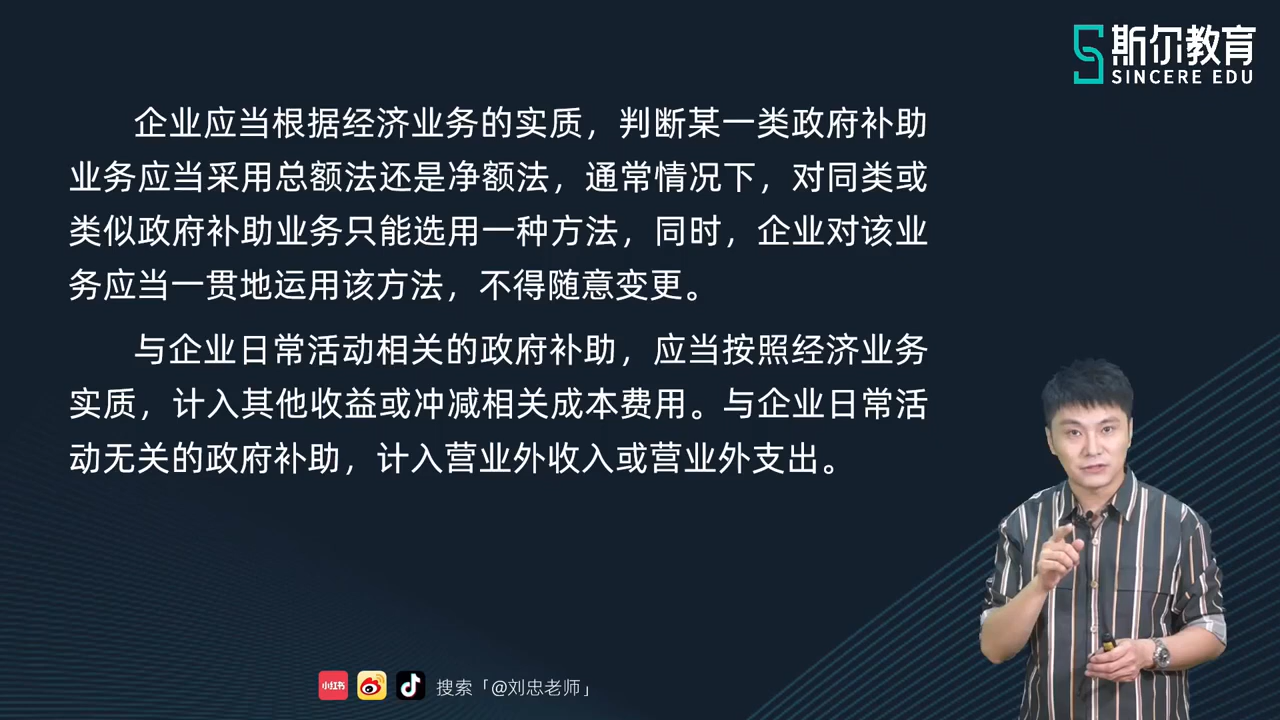 斯尔教育
SINCERE EDU
企业应当根据经济业务的实质，判断某一类政府补助
业务应当采用总额法还是净额法，通常情况下，对同类或
类似政府补助业务只能选用一种方法，同时，企业对该业
务应当一贯地运用该方法，不得随意变更。
与企业日常活动相关的政府补助，应当按照经济业务
实质，计入其他收益或冲减相关成本费用。与企业日常活
动无关的政府补助，计入营业外收入或营业外支出。
小红书
搜索「@刘忠老师」